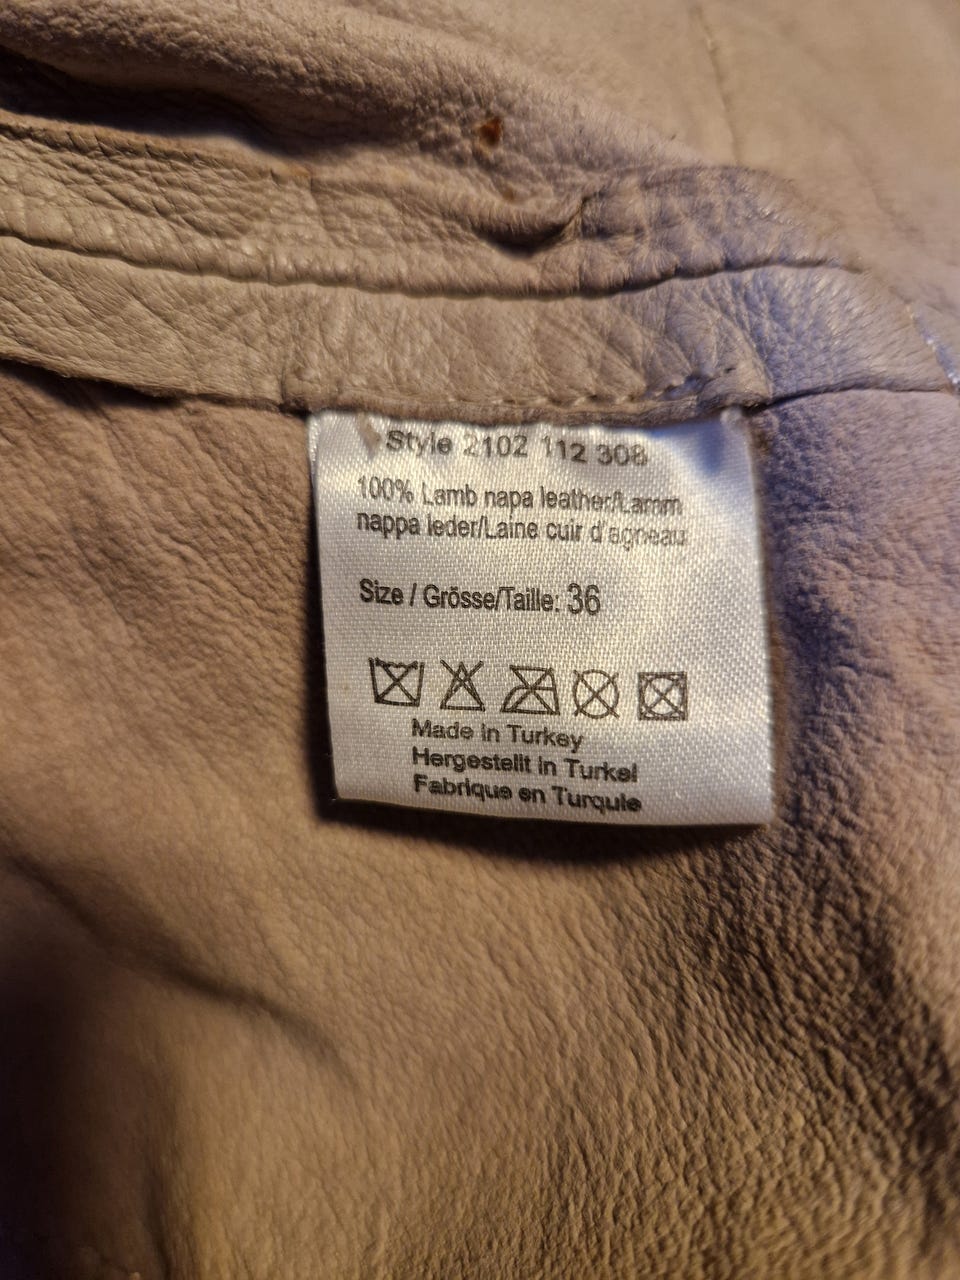 Style 2102 112 308
100% Lamb napa leather/Lamm
nappa leder/Laine cuir d'agneau
Size / Grösse/Taille: 36
Made in Turkey
Hergestellt in Turkei
Fabrique en Turquie